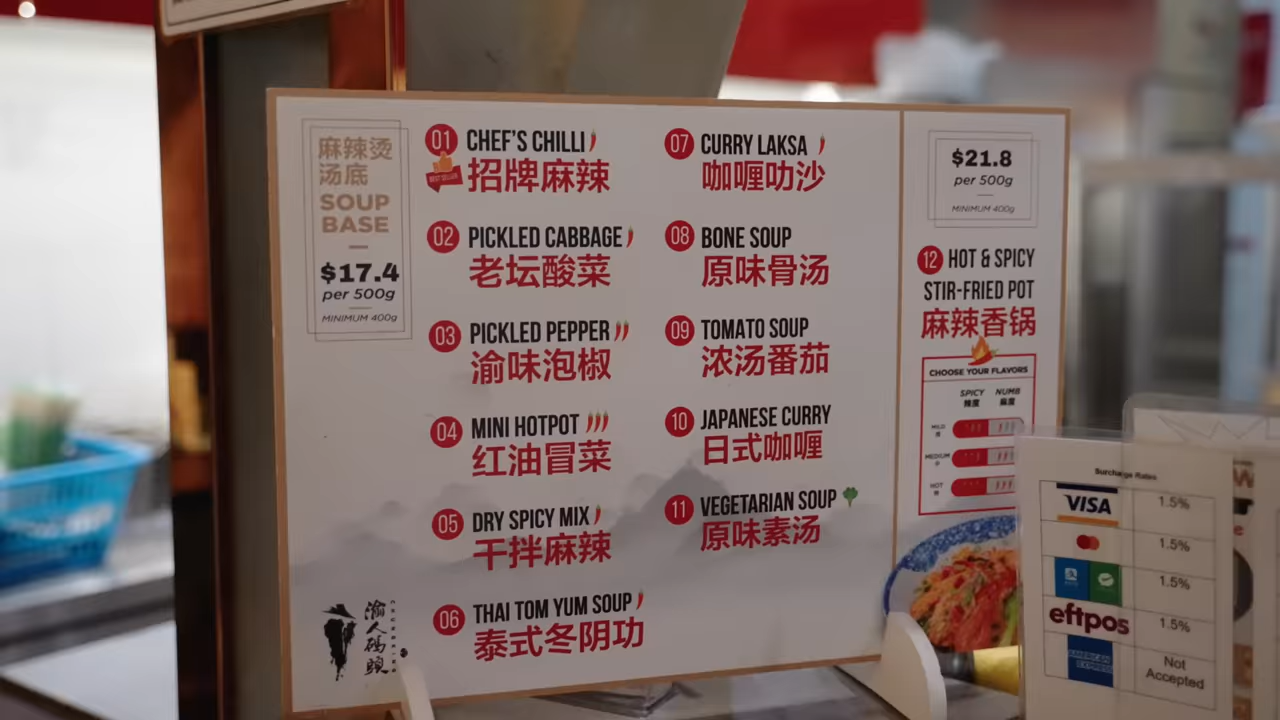 麻辣烫
汤底
SOUP
BASE
$17.4
per 500g
MINIMUM 400g
01 CHEF'S CHILLI
BEST SELLER
招牌麻辣
02 PICKLED CABBAGE
老坛酸菜
03 PICKLED PEPPER
渝味泡椒
04 MINI HOTPOT
红油冒菜
05 DRY SPICY MIX
干拌麻辣
06 THAI TOM YUM SOUP
泰式冬阴功
07 CURRY LAKSA
咖喱叻沙
08 BONE SOUP
原味骨汤
09 TOMATO SOUP
浓汤番茄
10 JAPANESE CURRY
日式咖喱
11 VEGETARIAN SOUP
原味素汤
渝人码頭
$21.8
per 500g
MINIMUM 400g
12 HOT & SPICY
STIR-FRIED POT
麻辣香锅
CHOOSE YOUR FLAVORS
SPICY NUMB
辣度 麻度
MILD
MEDIUM
HOT
Surcharge Rates
VISA 1.5%
1.5%
1.5%
eftpos 1.5%
AMERICAN EXPRESS Not
Accepted